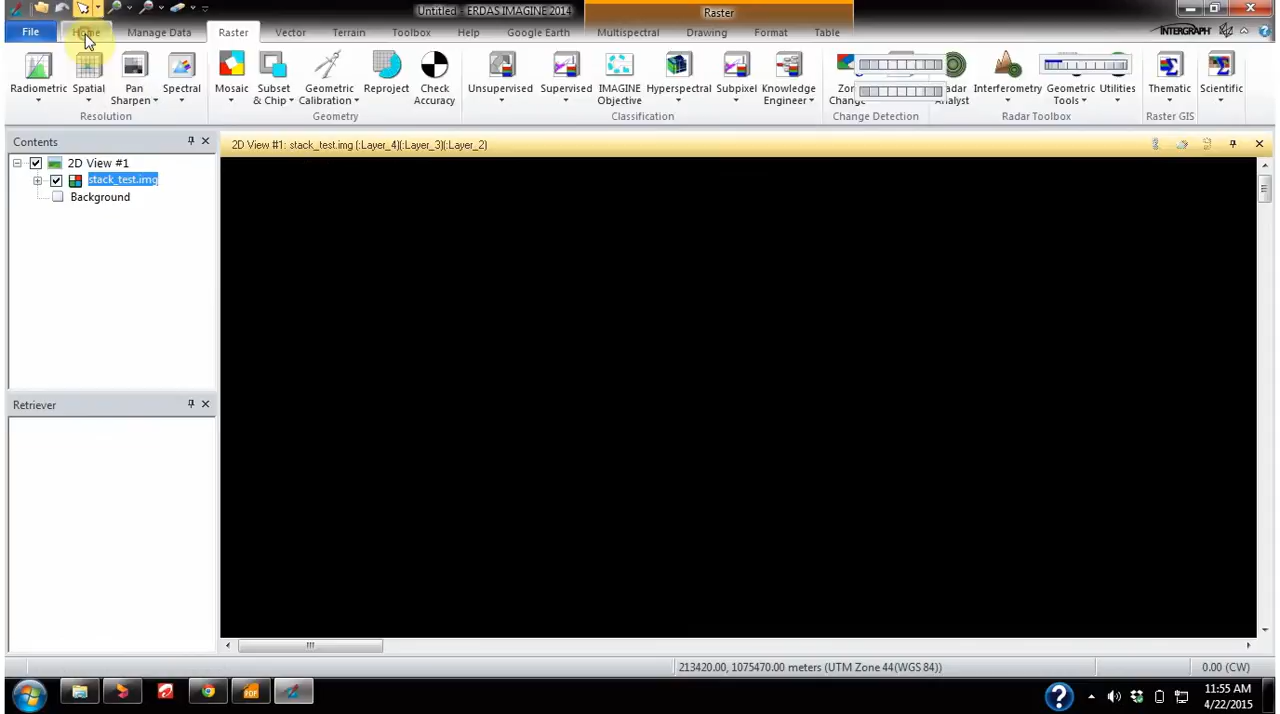 Untitled - ERDAS IMAGINE 2014
Raster
File Home Manage Data Raster Vector Terrain Toolbox Help Google Earth Multispectral Drawing Format Table INTERGRAPH
Radiometric Spatial Pan Sharpen Spectral
Resolution
Mosaic Subset & Chip Geometric Calibration Reproject Check Accuracy
Geometry
Unsupervised Supervised IMAGINE Objective Hyperspectral Subpixel Knowledge Engineer
Classification
Change
Change Detection
Analyst Interferometry Geometric Tools Utilities
Radar Toolbox
Thematic
Raster GIS
Scientific
Contents
2D View #1
stack_test.img
Background
Retriever
2D View #1: stack_test.img (:Layer_4)(:Layer_3)(:Layer_2)
213420.00, 1075470.00 meters (UTM Zone 44(WGS 84))
0.00 (CW)
PDF
11:55 AM
4/22/2015